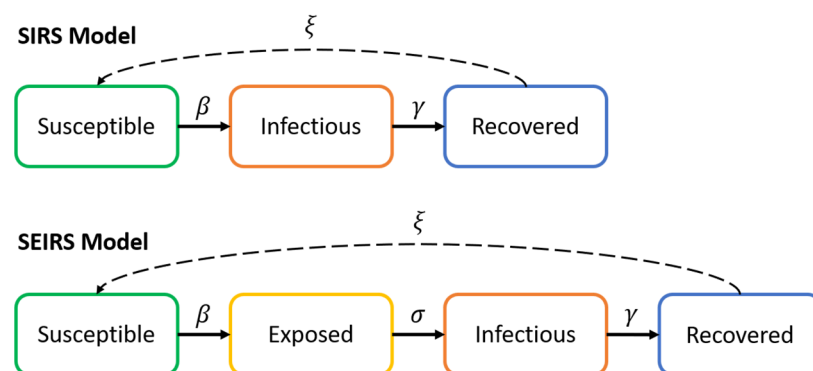 SIRS Model
ξ
Susceptible β Infectious γ Recovered
SEIRS Model
ξ
Susceptible β Exposed σ Infectious γ Recovered